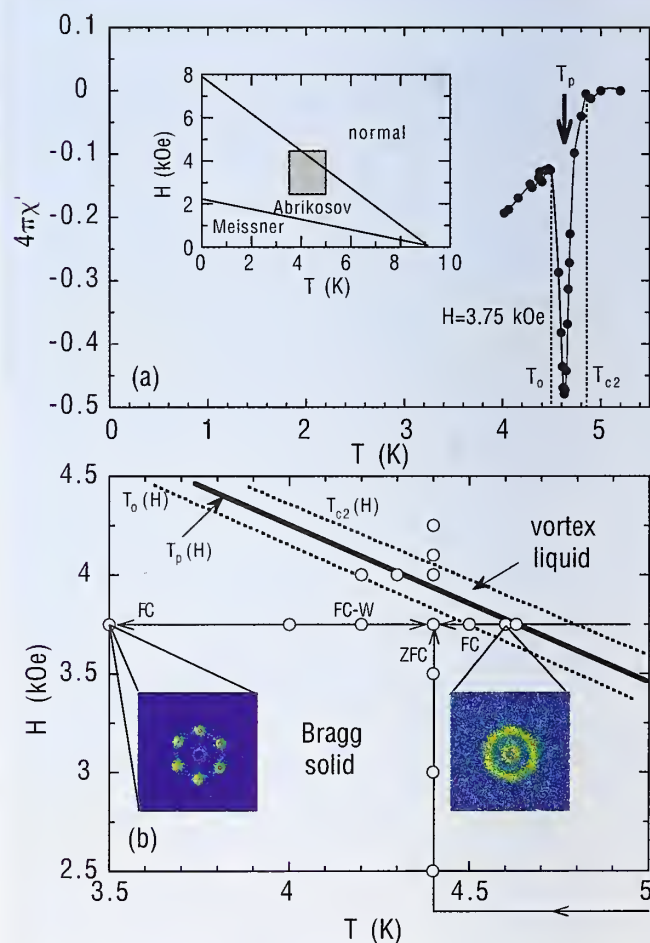 0.1
0
-0.1
-0.2
-0.3
-0.4
-0.5
4πχ'
8
6
4
2
0
H (kOe)
normal
Abrikosov
Meissner
0 2 4 6 8 10
T (K)
T_p
H=3.75 kOe
T_o
T_c2
(a)
0 1 2 3 4 5
T (K)
4.5
4
3.5
3
2.5
H (kOe)
T_o(H)
T_c2(H)
T_p(H)
vortex
liquid
FC
FC-W
FC
ZFC
Bragg
solid
(b)
3.5 4 4.5 5
T (K)